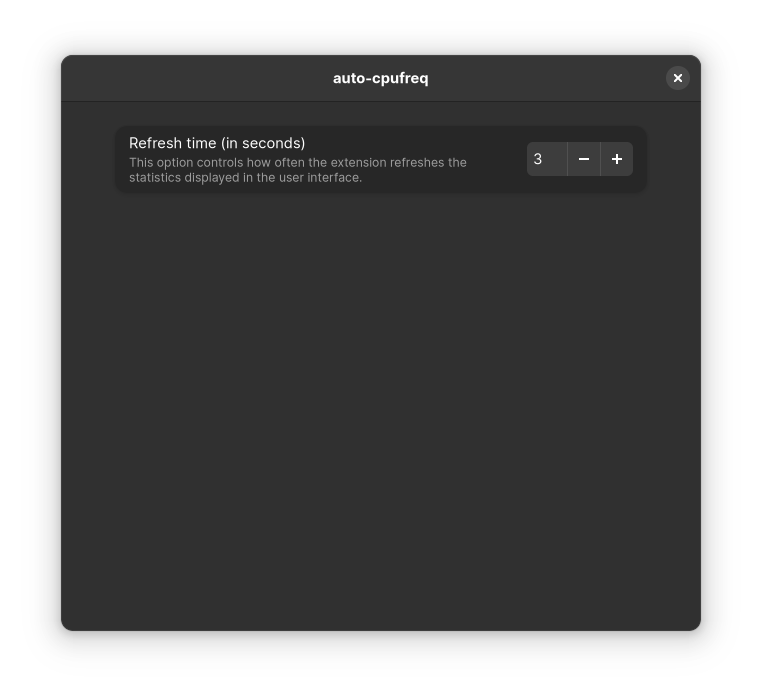 auto-cpufreq
Refresh time (in seconds)
This option controls how often the extension refreshes the
statistics displayed in the user interface.
3